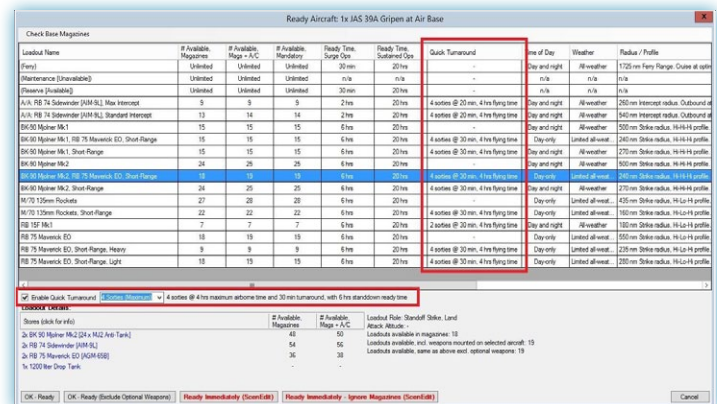 Ready Aircraft: 1x JAS 39A Gripen at Air Base
Check Base Magazines
Loadout Name # Available, Magazines # Available, Mags + A/C # Available, Mandatory Ready Time, Surge Ops Ready Time, Sustained Ops Quick Turnaround Time of Day Weather Radius / Profile
(Ferry) Unlimited Unlimited Unlimited 30 min 20 hrs - Day and night All-weather 1725 nm Ferry Range. Cruise at optim
(Maintenance [Unavailable]) Unlimited Unlimited Unlimited n/a n/a - n/a n/a n/a
(Reserve [Available]) Unlimited Unlimited Unlimited 30 min 20 hrs - n/a n/a n/a
A/A: RB 74 Sidewinder [AIM-9L], Max Intercept 9 9 9 2 hrs 20 hrs 4 sorties @ 20 min, 4 hrs flying time Day and night All-weather 260 nm Intercept radius. Outbound at
A/A: RB 74 Sidewinder [AIM-9L], Standard Intercept 13 14 14 2 hrs 20 hrs 4 sorties @ 20 min, 4 hrs flying time Day and night All-weather 540 nm Intercept radius. Outbound at
BK-90 Mjolner Mk1 15 15 15 6 hrs 20 hrs - Day and night All-weather 500 nm Strike radius, Hi-Hi-Hi profile.
BK-90 Mjolner Mk1, RB 75 Maverick EO, Short-Range 15 15 15 6 hrs 20 hrs 4 sorties @ 30 min, 4 hrs flying time Day-only Limited all-weat... 240 nm Strike radius, Hi-Hi-Hi profile.
BK-90 Mjolner Mk1, Short-Range 15 15 15 6 hrs 20 hrs 4 sorties @ 30 min, 4 hrs flying time Day and night All-weather 270 nm Strike radius, Hi-Hi-Hi profile.
BK-90 Mjolner Mk2 24 25 25 6 hrs 20 hrs - Day and night All-weather 500 nm Strike radius, Hi-Hi-Hi profile.
BK-90 Mjolner Mk2, RB 75 Maverick EO, Short-Range 18 19 19 6 hrs 20 hrs 4 sorties @ 30 min, 4 hrs flying time Day-only Limited all-weat... 240 nm Strike radius, Hi-Hi-Hi profile.
BK-90 Mjolner Mk2, Short-Range 24 25 25 6 hrs 20 hrs 4 sorties @ 30 min, 4 hrs flying time Day and night All-weather 270 nm Strike radius, Hi-Hi-Hi profile.
M/70 135mm Rockets 27 28 28 6 hrs 20 hrs - Day-only Limited all-weat... 435 nm Strike radius, Hi-Lo-Hi profile.
M/70 135mm Rockets, Short-Range 22 22 22 6 hrs 20 hrs 4 sorties @ 30 min, 4 hrs flying time Day-only Limited all-weat... 160 nm Strike radius, Hi-Lo-Hi profile.
RB 15F Mk1 7 7 7 6 hrs 20 hrs 2 sorties @ 30 min, 4 hrs flying time Day and night All-weather 180 nm Strike radius, Hi-Hi-Hi profile.
RB 75 Maverick EO 18 19 19 6 hrs 20 hrs - Day-only Limited all-weat... 550 nm Strike radius, Hi-Lo-Hi profile.
RB 75 Maverick EO, Short-Range, Heavy 9 9 9 6 hrs 20 hrs 4 sorties @ 30 min, 4 hrs flying time Day-only Limited all-weat... 235 nm Strike radius, Hi-Lo-Hi profile.
RB 75 Maverick EO, Short-Range, Light 18 19 19 6 hrs 20 hrs 4 sorties @ 30 min, 4 hrs flying time Day-only Limited all-weat... 280 nm Strike radius, Hi-Lo-Hi profile.
Enable Quick Turnaround 4 Sorties (Maximum) 4 sorties @ 4 hrs maximum airborne time and 30 min turnaround, with 6 hrs standdown ready time
Loadout Details:
Stores (click for info) # Available, Magazines # Available, Mags + A/C
Loadout Role: Standoff Strike, Land
Attack Altitude: -
Loadouts available in magazines: 18
Loadouts available, incl. weapons mounted on selected aircraft: 19
Loadouts available, same as above excl. optional weapons: 19
2x BK 90 Mjolner Mk2 [24 x MJ2 Anti-Tank] 48 50
2x RB 74 Sidewinder [AIM-9L] 54 56
2x RB 75 Maverick EO [AGM-65B] 36 38
1x 1200 liter Drop Tank - -
OK - Ready OK - Ready (Exclude Optional Weapons) Ready Immediately (ScenEdit) Ready Immediately - Ignore Magazines (ScenEdit) Cancel